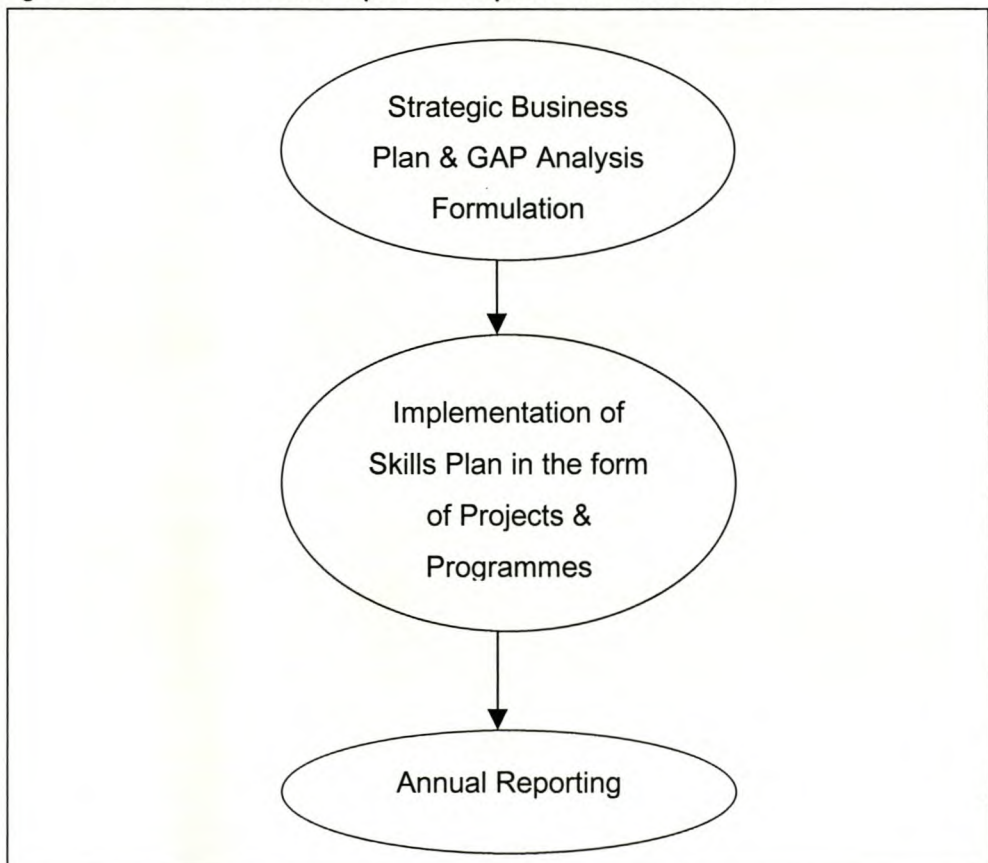 Strategic Business
Plan & GAP Analysis
Formulation
Implementation of
Skills Plan in the form
of Projects &
Programmes
Annual Reporting